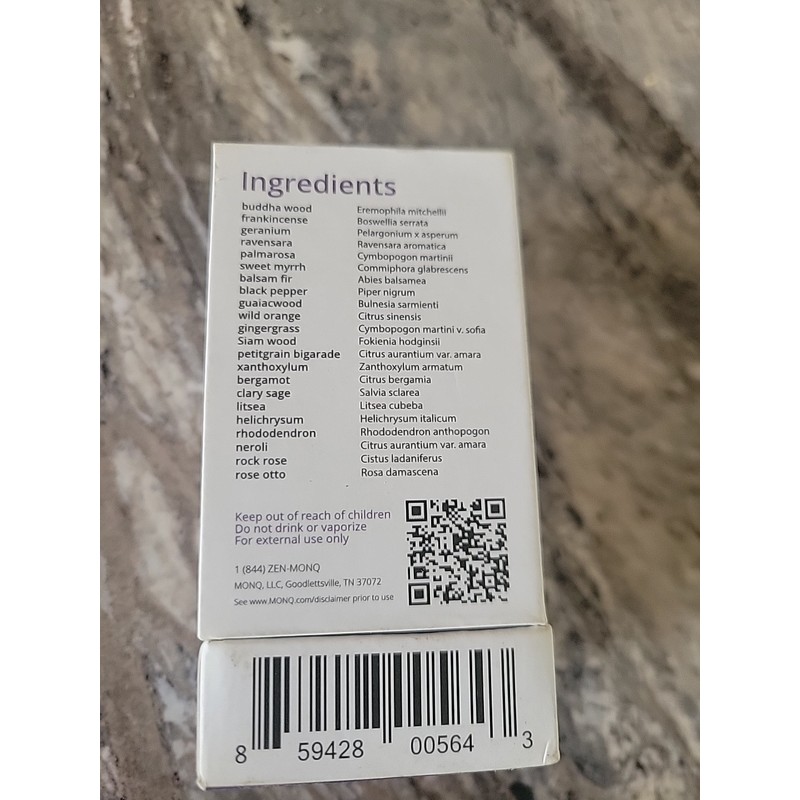 Ingredients
buddha wood Eremophila mitchellii
frankincense Boswellia serrata
geranium Pelargonium x asperum
ravensara Ravensara aromatica
palmarosa Cymbopogon martinii
sweet myrrh Commiphora glabrescens
balsam fir Abies balsamea
black pepper Piper nigrum
guaiacwood Bulnesia sarmienti
wild orange Citrus sinensis
gingergrass Cymbopogon martini v. sofia
Siam wood Fokienia hodginsii
petitgrain bigarade Citrus aurantium var. amara
xanthoxylum Zanthoxylum armatum
bergamot Citrus bergamia
clary sage Salvia sclarea
litsea Litsea cubeba
helichrysum Helichrysum italicum
rhododendron Rhododendron anthopogon
neroli Citrus aurantium var. amara
rock rose Cistus ladaniferus
rose otto Rosa damascena
Keep out of reach of children
Do not drink or vaporize
For external use only
1 (844) ZEN-MONQ
MONQ, LLC, Goodlettsville, TN 37072
See www.MONQ.com/disclaimer prior to use
8 59428 00564 3